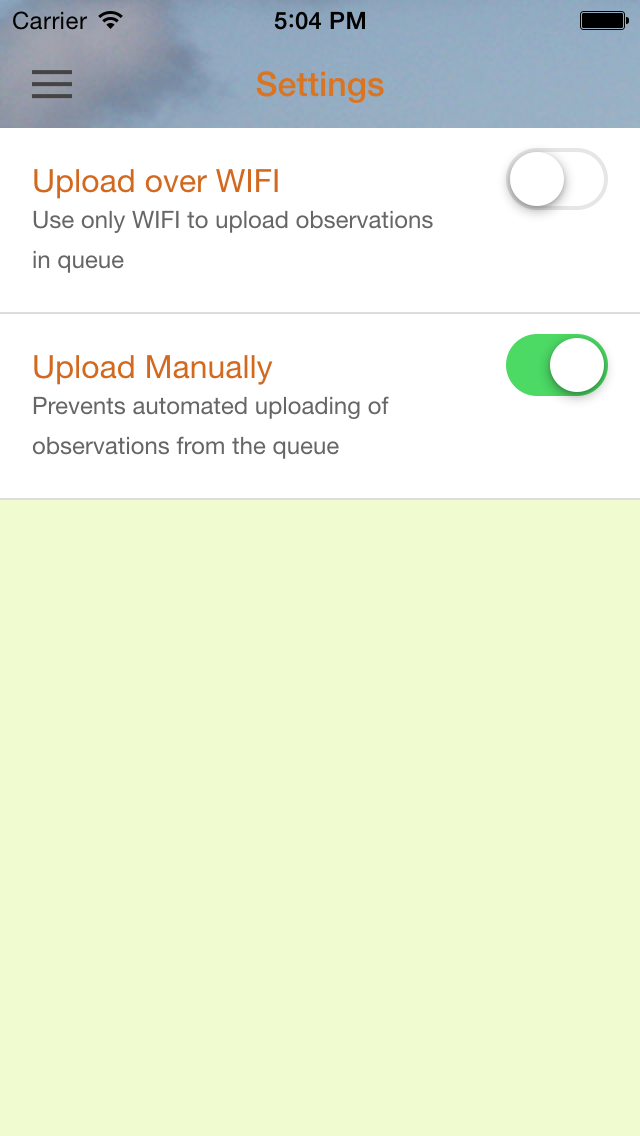 Carrier 5:04 PM
Settings
Upload over WIFI
Use only WIFI to upload observations
in queue
Upload Manually
Prevents automated uploading of
observations from the queue